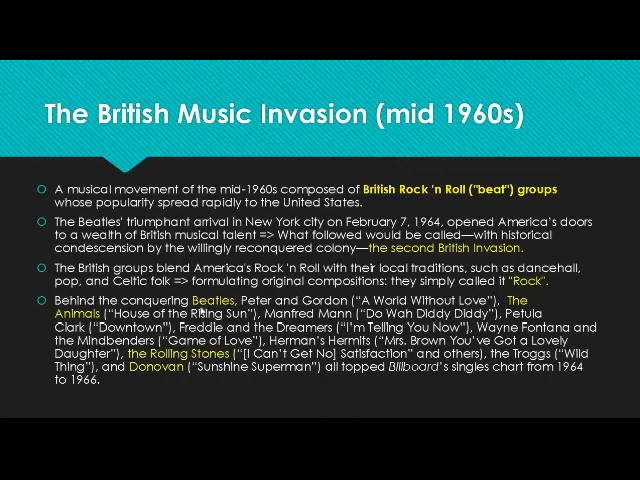 The British Music Invasion (mid 1960s)
A musical movement of the mid-1960s composed of British Rock 'n Roll ("beat") groups
whose popularity spread rapidly to the United States.
The Beatles' triumphant arrival in New York city on February 7, 1964, opened America's doors
to a wealth of British musical talent => What followed would be called—with historical
condescension by the willingly reconquered colony—the second British Invasion.
The British groups blend America's Rock 'n Roll with their local traditions, such as dancehall,
pop, and Celtic folk => formulating original compositions: they simply called it "Rock".
Behind the conquering Beatles, Peter and Gordon (“A World Without Love”), The
Animals (“House of the Rising Sun”), Manfred Mann (“Do Wah Diddy Diddy”), Petula
Clark (“Downtown”), Freddie and the Dreamers (“I’m Telling You Now”), Wayne Fontana and
the Mindbenders (“Game of Love”), Herman’s Hermits (“Mrs. Brown You’ve Got a Lovely
Daughter”), the Rolling Stones (“[I Can’t Get No] Satisfaction” and others), the Troggs (“Wild
Thing”), and Donovan (“Sunshine Superman”) all topped Billboard’s singles chart from 1964
to 1966.